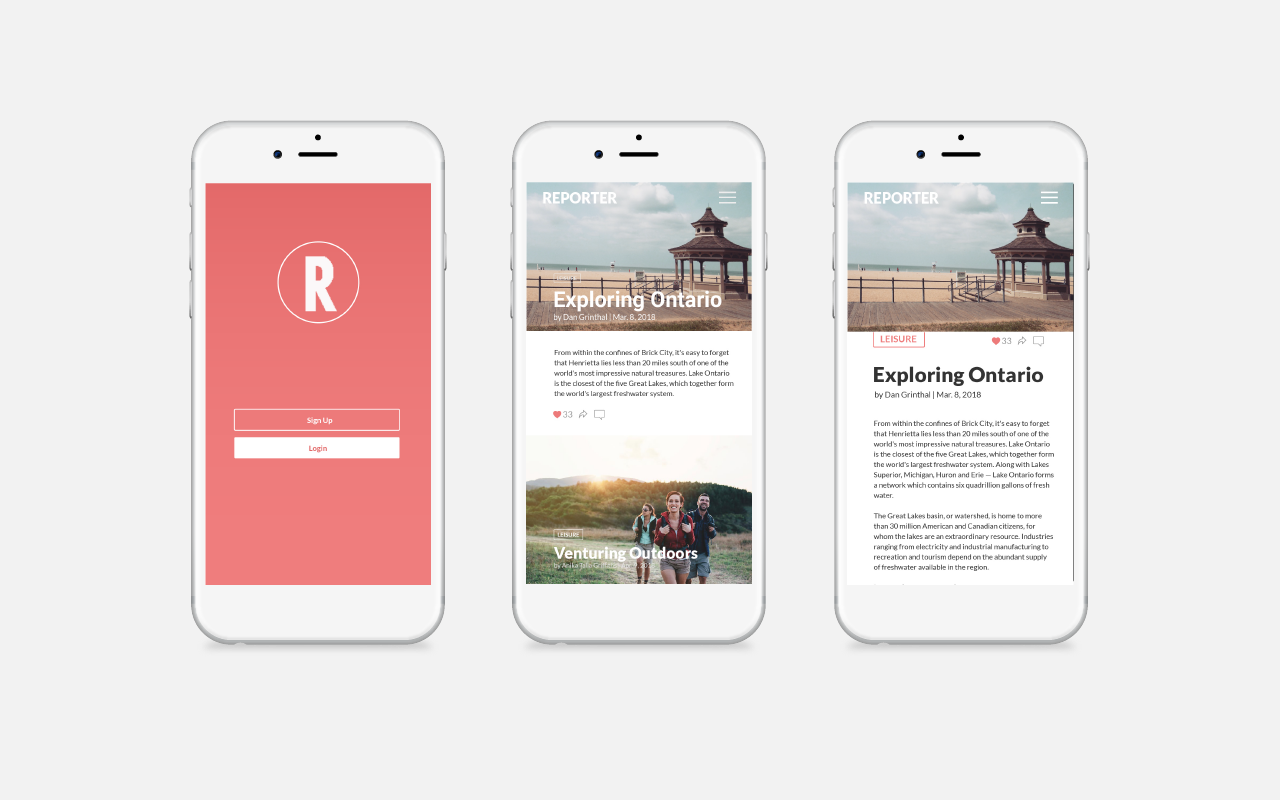 R
Sign Up
Login
REPORTER
Exploring Ontario
by Dan Grinthal | Mar. 8, 2018
From within the confines of Brick City, it's easy to forget
that Henrietta lies less than 20 miles south of one of the
world's most impressive natural treasures. Lake Ontario
is the closest of the five Great Lakes, which together form
the world's largest freshwater system.
33
LEISURE
Venturing Outdoors
REPORTER
LEISURE
33
Exploring Ontario
by Dan Grinthal | Mar. 8, 2018
From within the confines of Brick City, it's easy to forget
that Henrietta lies less than 20 miles south of one of the
world's most impressive natural treasures. Lake Ontario
is the closest of the five Great Lakes, which together form
the world's largest freshwater system. Along with Lakes
Superior, Michigan, Huron and Erie — Lake Ontario forms
a network which contains six quadrillion gallons of fresh
water.
The Great Lakes basin, or watershed, is home to more
than 30 million American and Canadian citizens, for
whom the lakes are an extraordinary resource. Industries
ranging from electricity and industrial manufacturing to
recreation and tourism depend on the abundant supply
of freshwater available in the region.